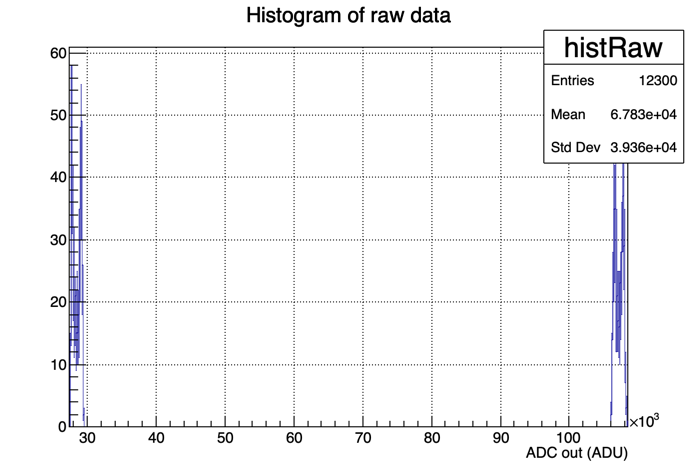 Histogram of raw data
histRaw
Entries 12300
Mean 6.783e+04
Std Dev 3.936e+04
60
50
40
30
20
10
0
30 40 50 60 70 80 90 100
×10³
ADC out (ADU)